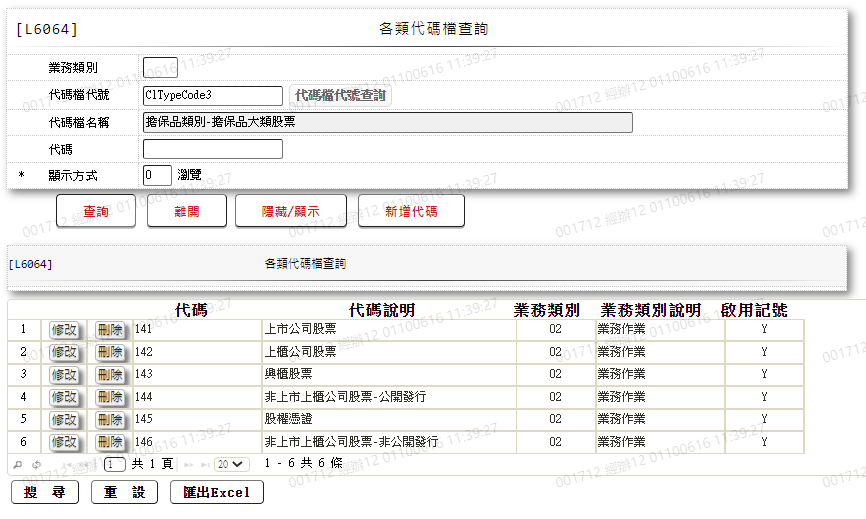 [L6064] 各類代碼檔查詢
業務類別
代碼檔代號 ClTypeCode3 代碼檔代號查詢
代碼檔名稱 擔保品類別-擔保品大類股票
代碼
* 顯示方式 0 瀏覽
查詢 離開 隱藏/顯示 新增代碼
[L6064] 各類代碼檔查詢
代碼 代碼說明 業務類別 業務類別說明 啟用記號
1 修改 刪除 141 上市公司股票 02 業務作業 Y
2 修改 刪除 142 上櫃公司股票 02 業務作業 Y
3 修改 刪除 143 興櫃股票 02 業務作業 Y
4 修改 刪除 144 非上市上櫃公司股票-公開發行 02 業務作業 Y
5 修改 刪除 145 股權憑證 02 業務作業 Y
6 修改 刪除 146 非上市上櫃公司股票-非公開發行 02 業務作業 Y
1 共 1 頁 20 1 - 6 共 6 條
搜 尋 重 設 匯出Excel
001712 經辦12 01100616 11:39:27